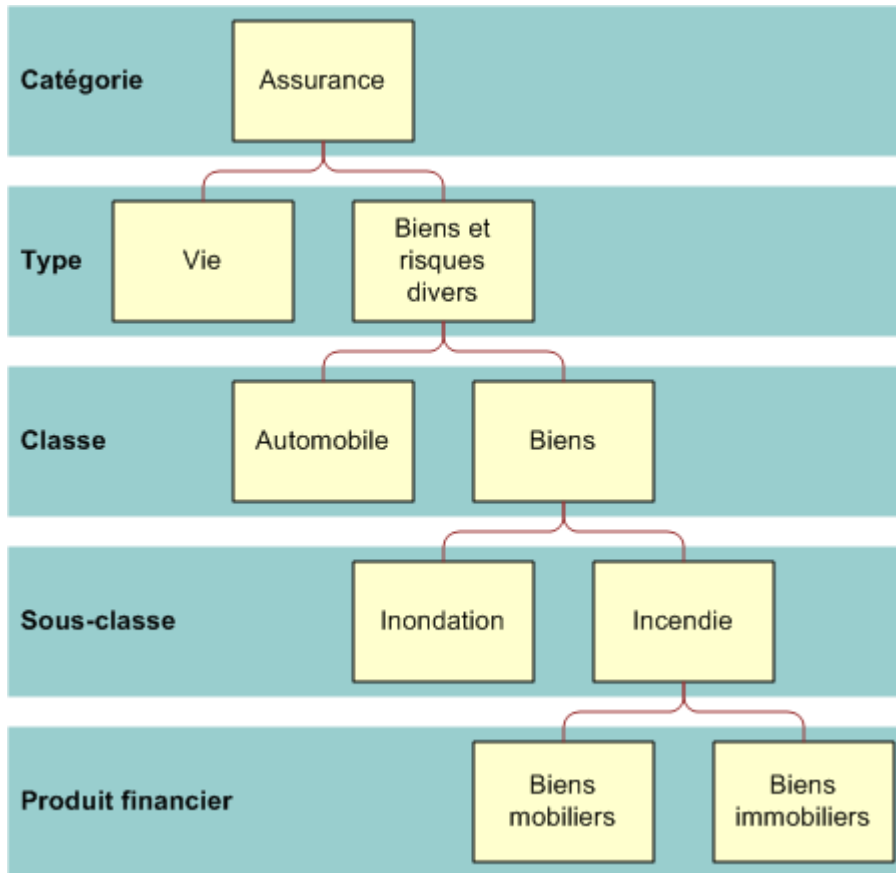 Catégorie
Assurance
Type
Vie
Biens et
risques
divers
Classe
Automobile
Biens
Sous-classe
Inondation
Incendie
Produit financier
Biens
mobiliers
Biens
immobiliers